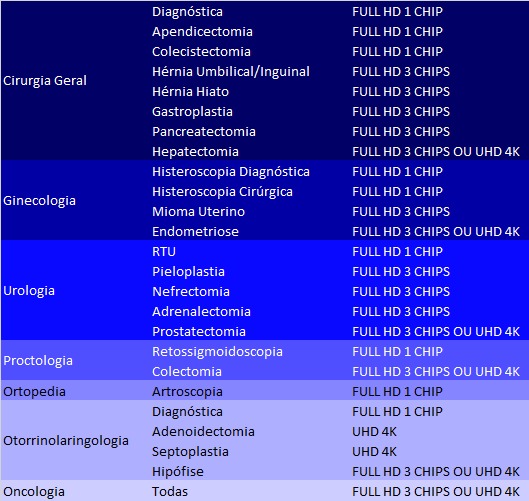 Cirurgia Geral
Diagnóstica FULL HD 1 CHIP
Apendicectomia FULL HD 1 CHIP
Colecistectomia FULL HD 1 CHIP
Hérnia Umbilical/Inguinal FULL HD 3 CHIPS
Hérnia Hiato FULL HD 3 CHIPS
Gastroplastia FULL HD 3 CHIPS
Pancreatectomia FULL HD 3 CHIPS
Hepatectomia FULL HD 3 CHIPS OU UHD 4K
Ginecologia
Histeroscopia Diagnóstica FULL HD 1 CHIP
Histeroscopia Cirúrgica FULL HD 1 CHIP
Mioma Uterino FULL HD 3 CHIPS
Endometriose FULL HD 3 CHIPS OU UHD 4K
Urologia
RTU FULL HD 1 CHIP
Pieloplastia FULL HD 3 CHIPS
Nefrectomia FULL HD 3 CHIPS
Adrenalectomia FULL HD 3 CHIPS
Prostatectomia FULL HD 3 CHIPS OU UHD 4K
Proctologia
Retossigmoidoscopia FULL HD 1 CHIP
Colectomia FULL HD 3 CHIPS OU UHD 4K
Ortopedia Artroscopia FULL HD 1 CHIP
Otorrinolaringologia
Diagnóstica FULL HD 1 CHIP
Adenoidectomia UHD 4K
Septoplastia UHD 4K
Hipófise FULL HD 3 CHIPS OU UHD 4K
Oncologia Todas FULL HD 3 CHIPS OU UHD 4K